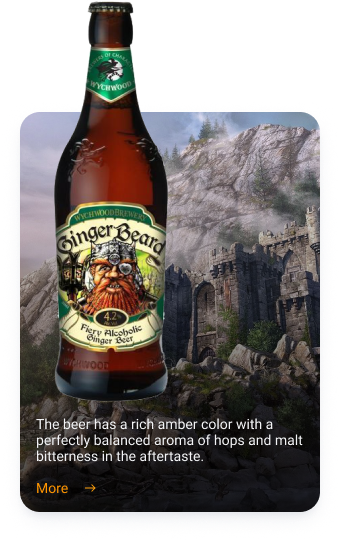 WYCHWOOD
WYCHWOOD BREWERY
Ginger Beard
4.2%
Fiery Alcoholic
Ginger Beer
The beer has a rich amber color with a
perfectly balanced aroma of hops and malt
bitterness in the aftertaste.
More →